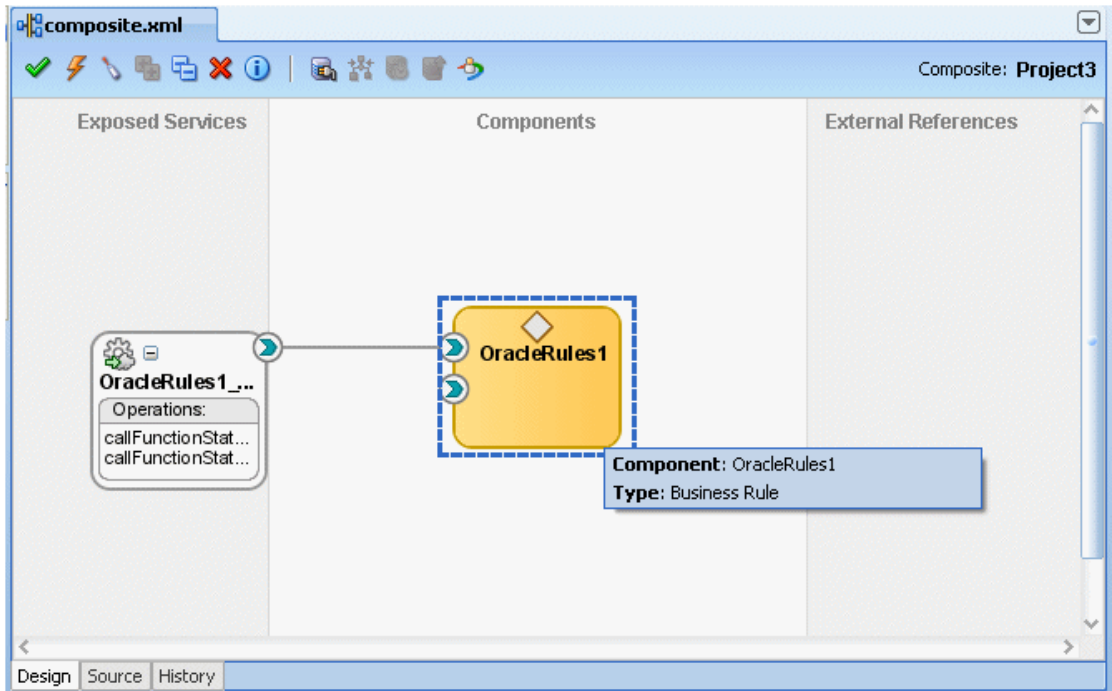 composite.xml
Composite: Project3
Exposed Services
Components
External References
OracleRules1
OracleRules1_...
Operations:
callFunctionStat...
callFunctionStat...
Component: OracleRules1
Type: Business Rule
Design
Source
History